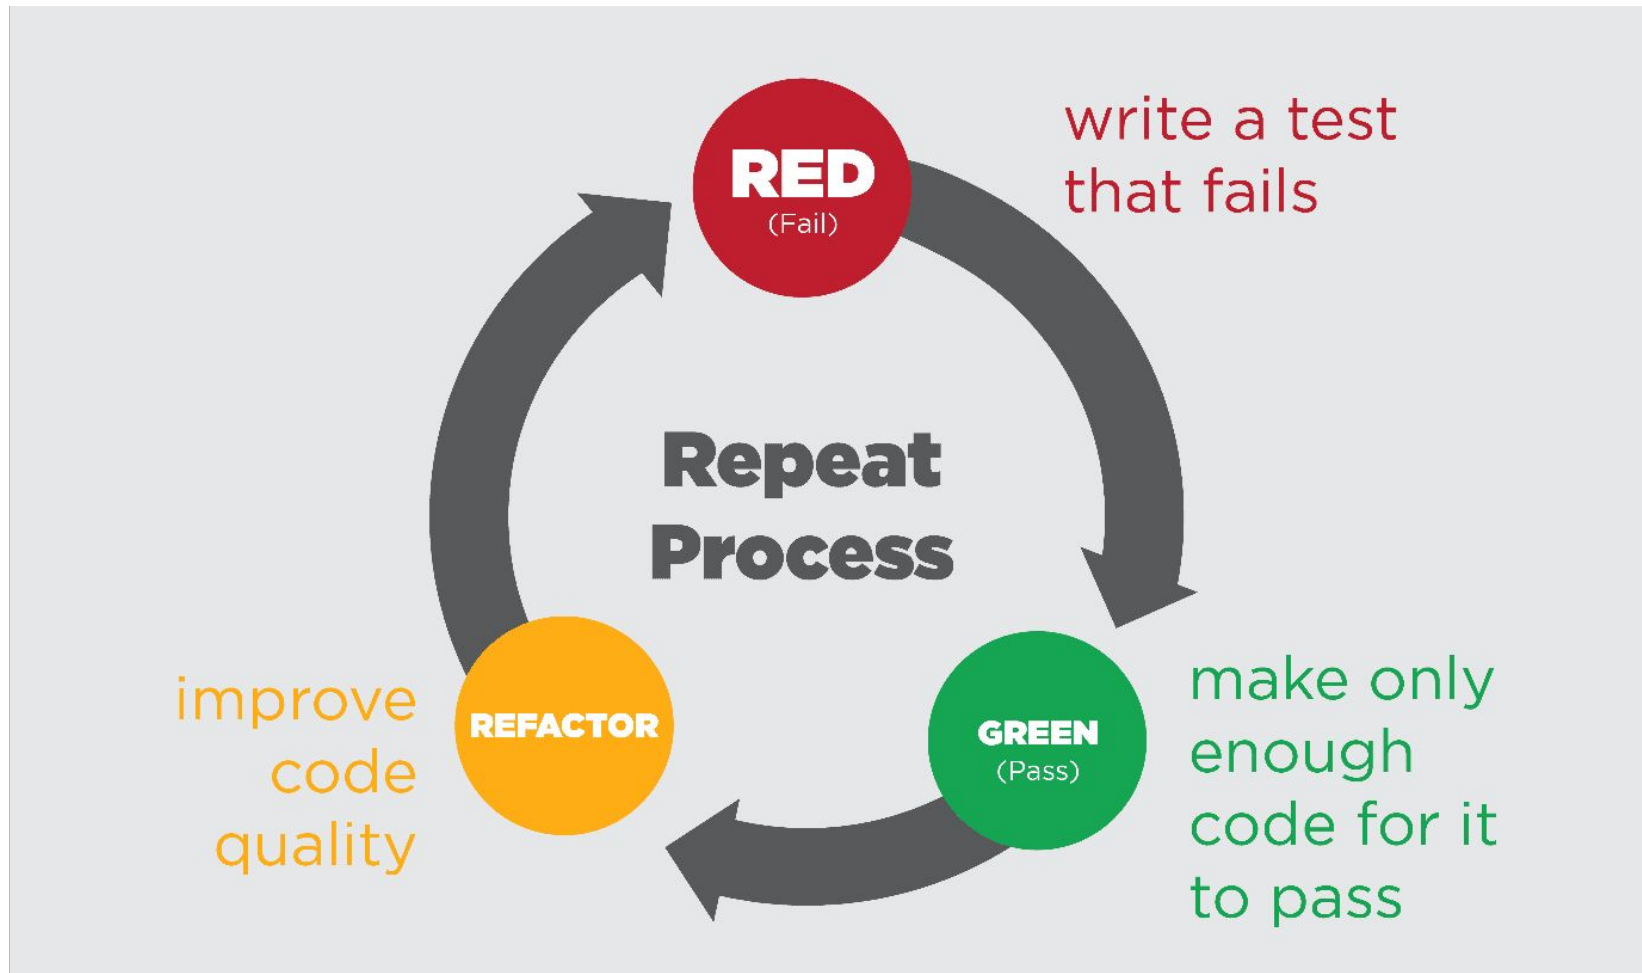 RED
(Fail)
write a test
that fails
Repeat
Process
GREEN
(Pass)
make only
enough
code for it
to pass
REFACTOR
improve
code
quality